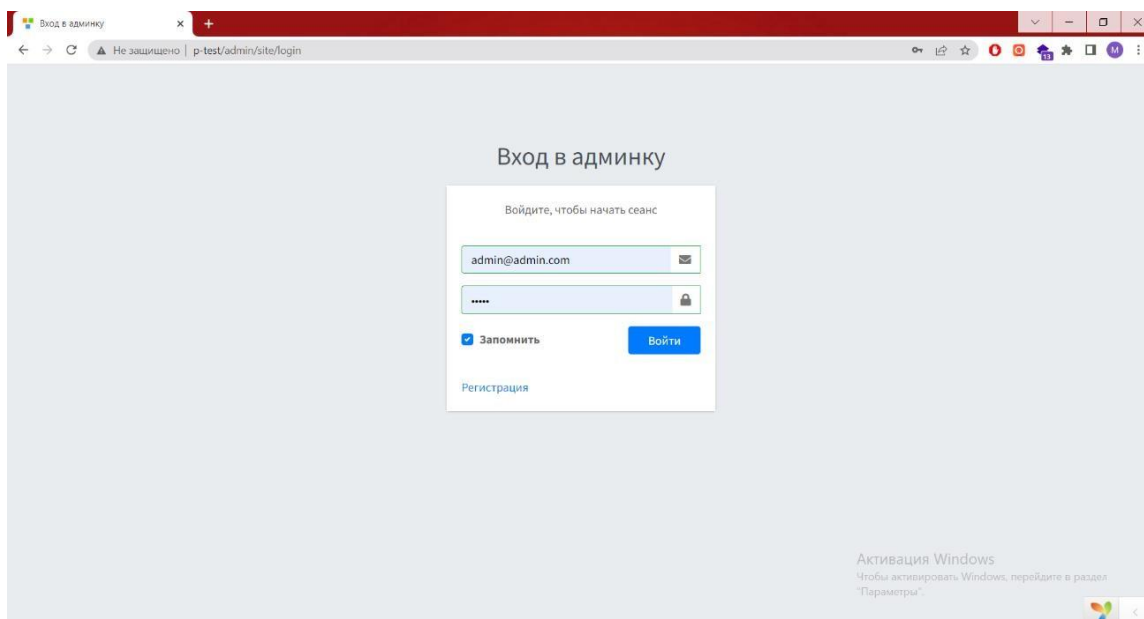 Вход в админку
Не защищено | p-test/admin/site/login
13
M
Вход в админку
Войдите, чтобы начать сеанс
admin@admin.com
•••••
Запомнить
Войти
Регистрация
Активация Windows
Чтобы активировать Windows, перейдите в раздел
"Параметры".